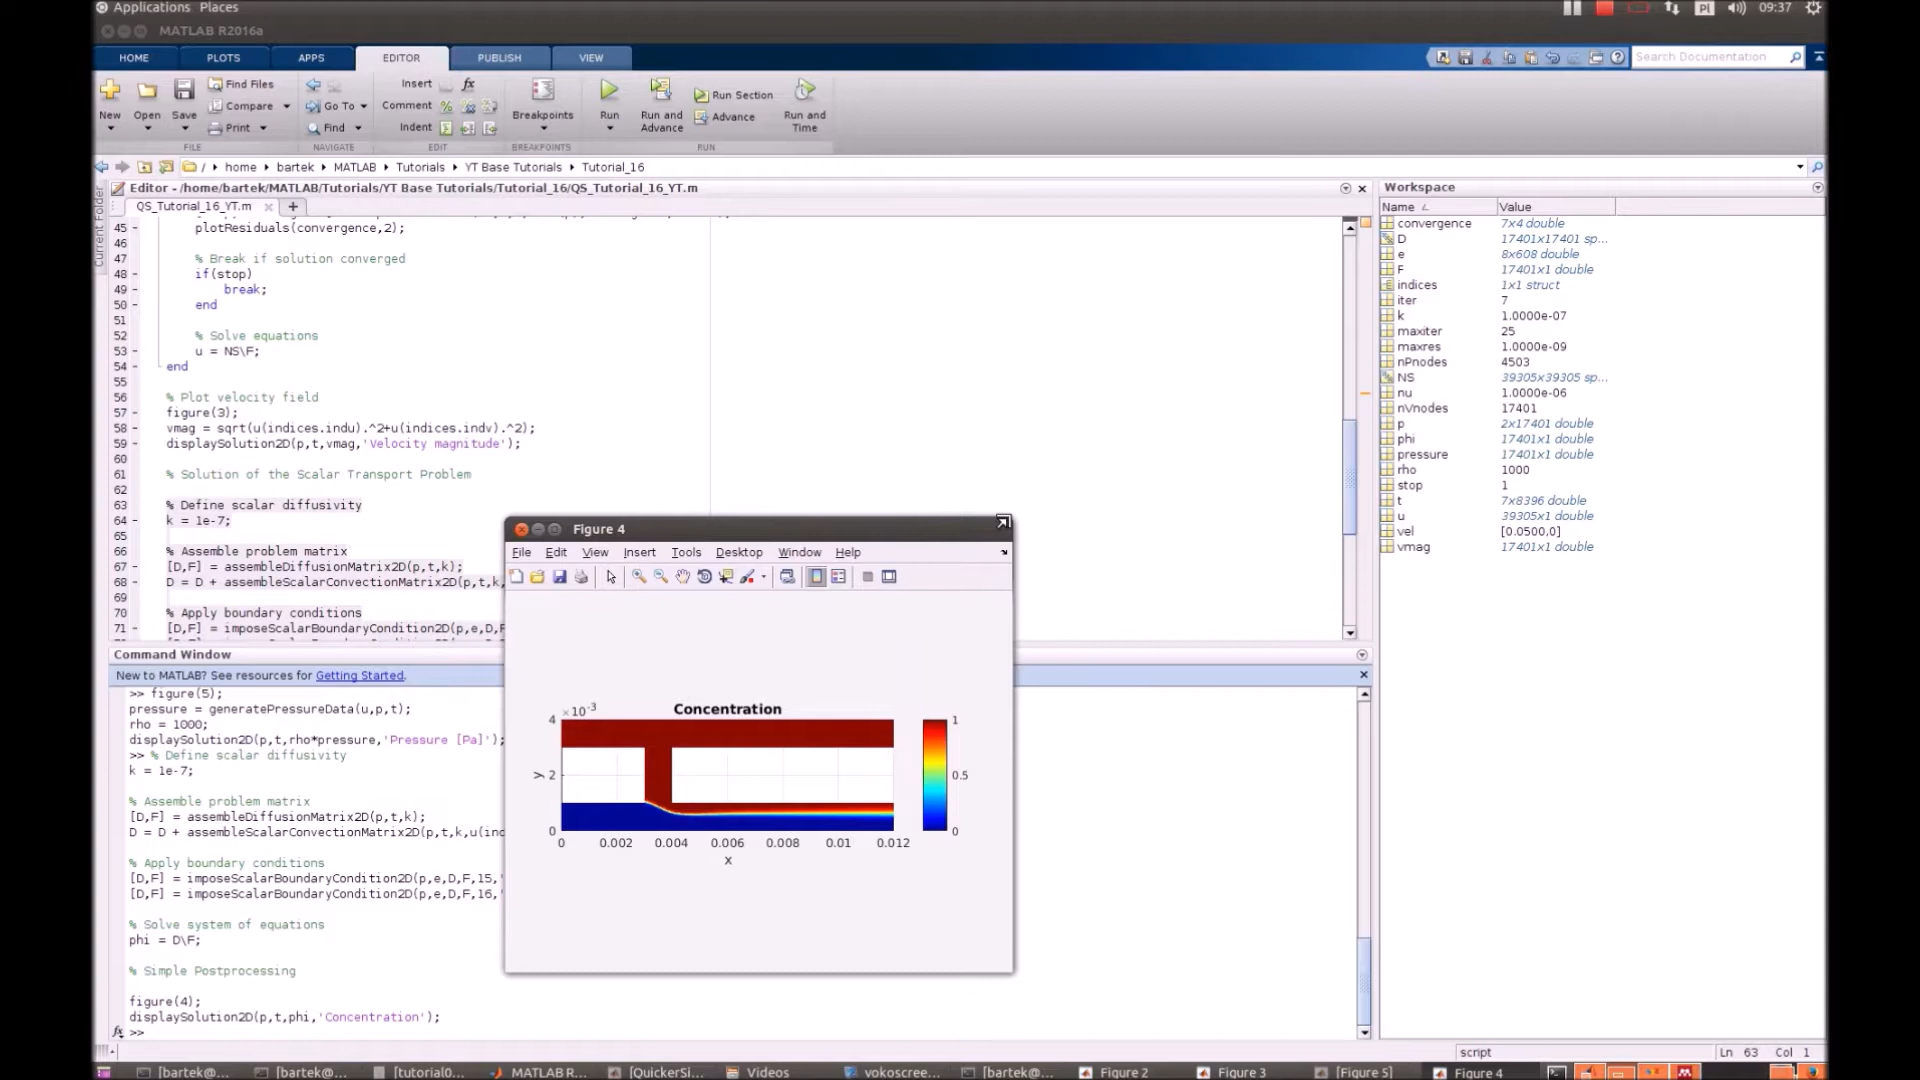 Applications Places
Pl 09:37
MATLAB R2016a
HOME PLOTS APPS EDITOR PUBLISH VIEW
Search Documentation
New Open Save
Find Files
Compare
Print
Go To
Find
Insert
Comment
Indent
Breakpoints
Run
Run and Advance
Run Section
Advance
Run and Time
FILE NAVIGATE EDIT BREAKPOINTS RUN
/ home bartek MATLAB Tutorials YT Base Tutorials Tutorial_16
Current Folder
Editor - /home/bartek/MATLAB/Tutorials/YT Base Tutorials/Tutorial_16/QS_Tutorial_16_YT.m
QS_Tutorial_16_YT.m
45 plotResiduals(convergence,2);
46
47 % Break if solution converged
48 if(stop)
49 break;
50 end
51
52 % Solve equations
53 u = NS\F;
54 end
55
56 % Plot velocity field
57 figure(3);
58 vmag = sqrt(u(indices.indu).^2+u(indices.indv).^2);
59 displaySolution2D(p,t,vmag,'Velocity magnitude');
60
61 % Solution of the Scalar Transport Problem
62
63 % Define scalar diffusivity
64 k = 1e-7;
65
66 % Assemble problem matrix
67 [D,F] = assembleDiffusionMatrix2D(p,t,k);
68 D = D + assembleScalarConvectionMatrix2D(p,t,k,
69
70 % Apply boundary conditions
71 [D,F] = imposeScalarBoundaryCondition2D(p,e,D,F
Command Window
New to MATLAB? See resources for Getting Started.
>> figure(5);
pressure = generatePressureData(u,p,t);
rho = 1000;
displaySolution2D(p,t,rho*pressure,'Pressure [Pa]');
>> % Define scalar diffusivity
k = 1e-7;
% Assemble problem matrix
[D,F] = assembleDiffusionMatrix2D(p,t,k);
D = D + assembleScalarConvectionMatrix2D(p,t,k,u(ind
% Apply boundary conditions
[D,F] = imposeScalarBoundaryCondition2D(p,e,D,F,15,'
[D,F] = imposeScalarBoundaryCondition2D(p,e,D,F,16,'
% Solve system of equations
phi = D\F;
% Simple Postprocessing
figure(4);
displaySolution2D(p,t,phi,'Concentration');
fx >>
Figure 4
File Edit View Insert Tools Desktop Window Help
Concentration
×10-3
4
2
0
y
0 0.002 0.004 0.006 0.008 0.01 0.012
x
1
0.5
0
Workspace
Name Value
convergence 7x4 double
D 17401x17401 sp...
e 8x608 double
F 17401x1 double
indices 1x1 struct
iter 7
k 1.0000e-07
maxiter 25
maxres 1.0000e-09
nPnodes 4503
NS 39305x39305 sp...
nu 1.0000e-06
nVnodes 17401
p 2x17401 double
phi 17401x1 double
pressure 17401x1 double
rho 1000
stop 1
t 7x8396 double
u 39305x1 double
vel [0.0500,0]
vmag 17401x1 double
script Ln 63 Col 1
[bartek@... [bartek@... [tutorial0... MATLAB R... [QuickerSi... Videos vokoscree... [bartek@... Figure 2 Figure 3 [Figure 5] Figure 4